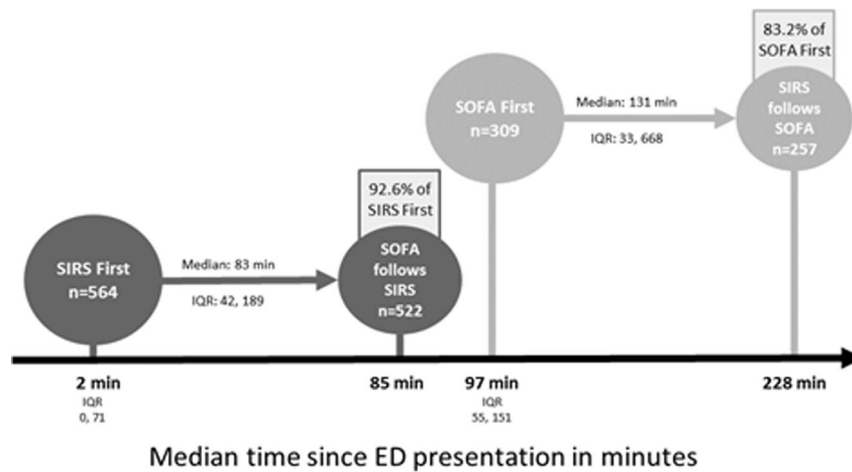 83.2% of
SOFA First
SOFA First
n=309
Median: 131 min
IQR: 33, 668
SIRS
follows
SOFA
n=257
92.6% of
SIRS First
SIRS First
n=564
Median: 83 min
IQR: 42, 189
SOFA
follows
SIRS
n=522
2 min
IQR
0, 71
85 min
97 min
IQR
55, 151
228 min
Median time since ED presentation in minutes